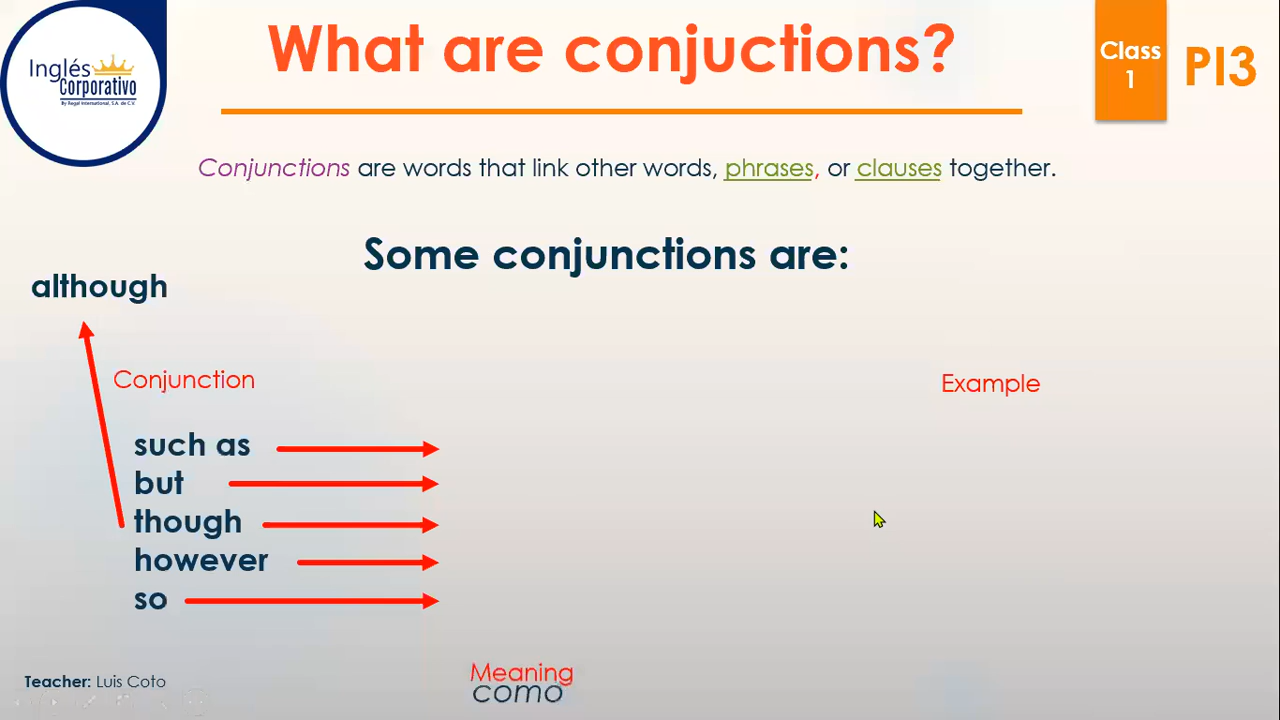 Inglés
Corporativo
By Regal International, S.A. de C.V.
What are conjuctions?
Class
1
PI3
Conjunctions are words that link other words, phrases, or clauses together.
Some conjunctions are:
although
Conjunction
Example
such as
but
though
however
so
Meaning
como
Teacher: Luis Coto